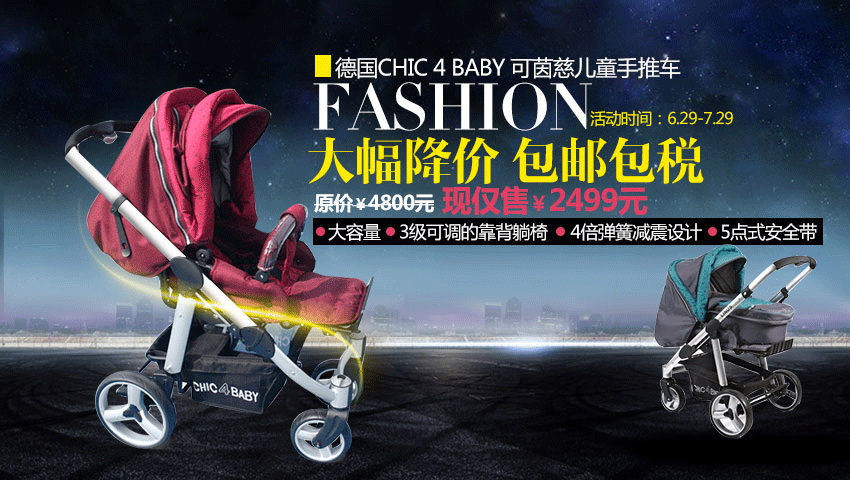 德国CHIC 4 BABY 可茵慈儿童手推车
FASHION 活动时间：6.29-7.29
大幅降价 包邮包税
原价¥4800元 现仅售¥2499元
•大容量 •3级可调的靠背躺椅 •4倍弹簧减震设计 •5点式安全带
CHIC 4 BABY